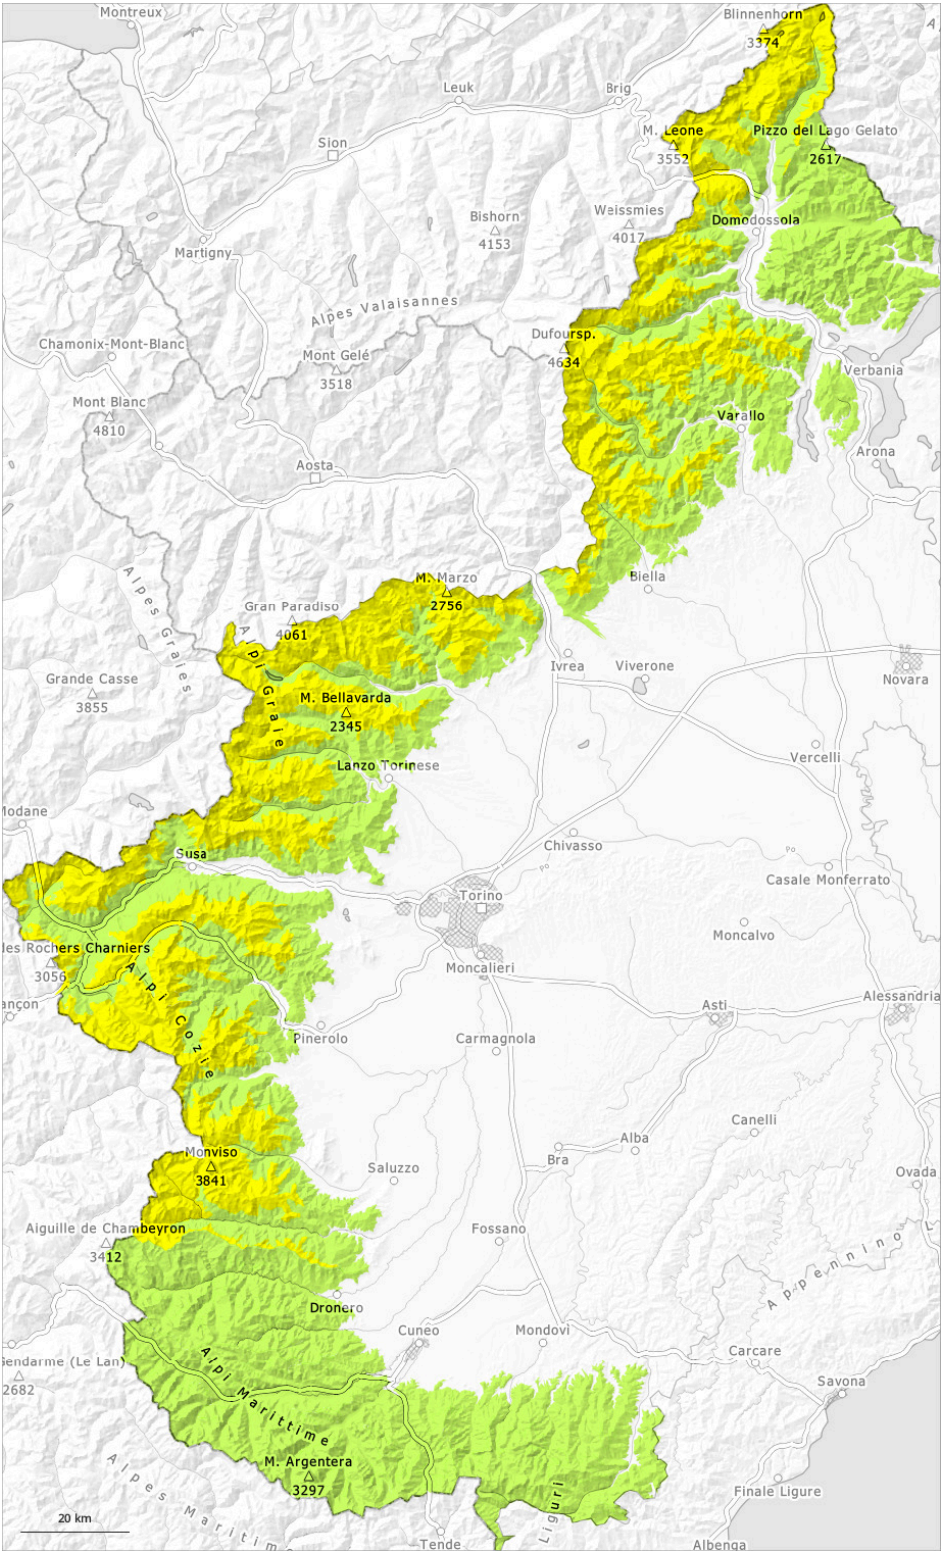 Montreux
Blinnenhorn
3374
Leuk
Brig
M. Leone
3552
Pizzo del Lago Gelato
2617
Sion
Bishorn
4153
Weissmies
4017
Domodossola
Martigny
Alpes Valaisannes
Chamonix-Mont-Blanc
Mont Gelé
3518
Dufoursp.
4634
Verbania
Mont Blanc
4810
Varallo
Aosta
Arona
Alpes Graies
M. Marzo
2756
Biella
Gran Paradiso
4061
Alpi Graie
Ivrea
Viverone
Novara
Grande Casse
3855
M. Bellavarda
2345
Lanzo Torinese
Vercelli
Modane
Chivasso
Po
Po
Susa
Casale Monferrato
Torino
Moncalvo
des Rochers Charniers
3056
Moncalieri
Alpi Cozie
ançon
Asti
Alessandria
Pinerolo
Carmagnola
Canelli
Alba
Bra
Monviso
3841
Saluzzo
Ovada
Aiguille de Chambeyron
3412
Fossano
Appennino L
Dronero
Cuneo
Mondovi
Carcare
Gendarme (Le Lan
2682
Savona
Alpi Marittime
M. Argentera
3297
Alpes Maritime
Liguri
Finale Ligure
20 km
Tende
Albenga